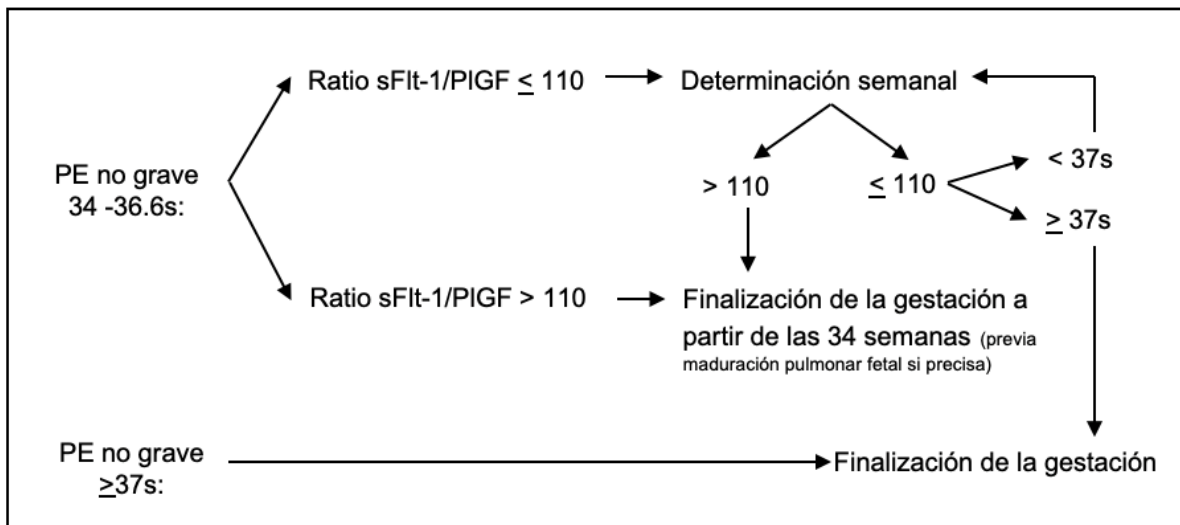 Ratio sFlt-1/PlGF ≤ 110
Determinación semanal
PE no grave
34 -36.6s:
> 110
≤ 110
< 37s
≥ 37s
Ratio sFlt-1/PlGF > 110
Finalización de la gestación a
partir de las 34 semanas (previa
maduración pulmonar fetal si precisa)
PE no grave
≥37s:
Finalización de la gestación